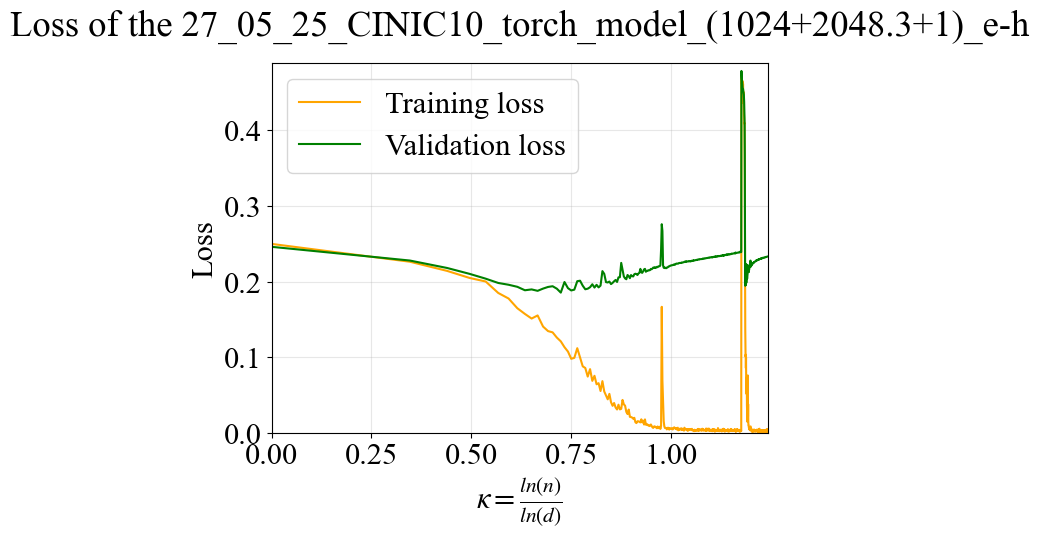 Loss of the 27_05_25_CINIC10_torch_model_(1024+2048.3+1)_e-h
Training loss
Validation loss
Loss
0.4
0.3
0.2
0.1
0.0
0.00 0.25 0.50 0.75 1.00
κ = ln(n)/ln(d)